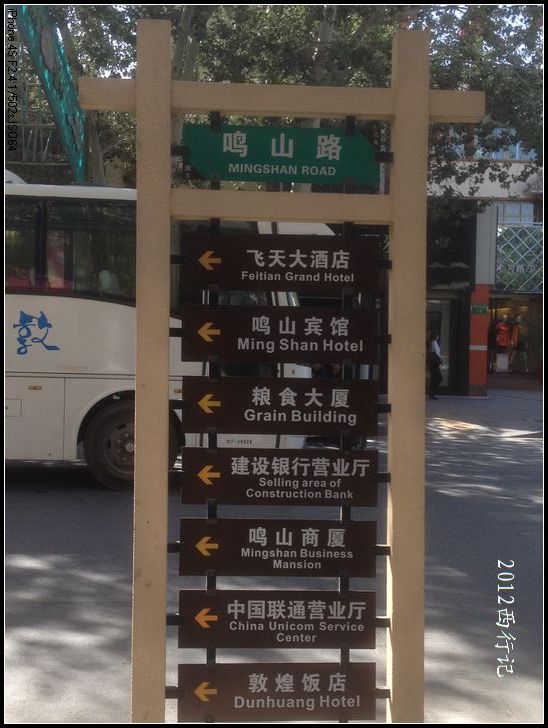 鸣山路
MINGSHAN ROAD
飞天大酒店
Feitian Grand Hotel
鸣山宾馆
Ming Shan Hotel
粮食大厦
Grain Building
建设银行营业厅
Selling area of
Construction Bank
鸣山商厦
Mingshan Business
Mansion
中国联通营业厅
China Unicom Service
Center
敦煌饭店
Dunhuang Hotel
敦
2012西行记